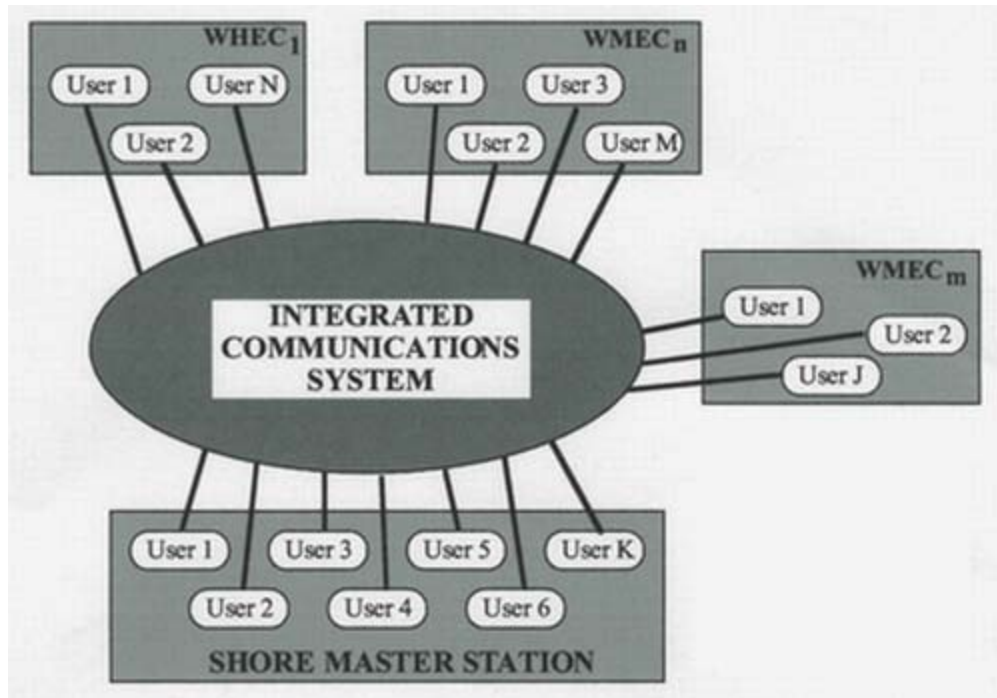 WHEC1
User 1
User N
User 2
WMECn
User 1
User 3
User 2
User M
WMECm
User 1
User 2
User J
INTEGRATED
COMMUNICATIONS
SYSTEM
User 1
User 3
User 5
User K
User 2
User 4
User 6
SHORE MASTER STATION